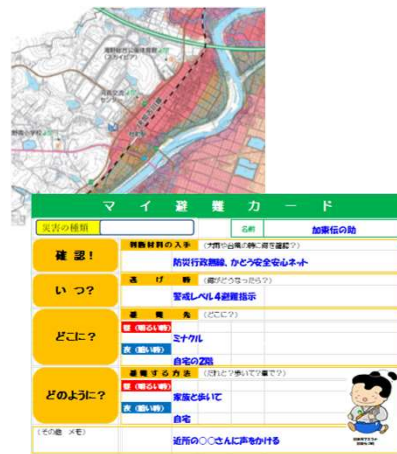 マイ避難カード
災害の種類
名前
加東伝の助
確認！
判断材料の入手
(大雨や台風の時に何を確認？)
防災行政無線、かとう安全安心ネット
いつ？
逃げ時
(何がどうなったら？)
警戒レベル4避難指示
どこに？
避難先
(どこに？)
昼(明るい時)
ミナクル
夜(暗い時)
自宅の2階
どのように？
避難する方法
(だれと？歩いて？車で？)
昼(明るい時)
家族と歩いて
夜(暗い時)
自宅
(その他 メモ)
近所の○○さんに声をかける